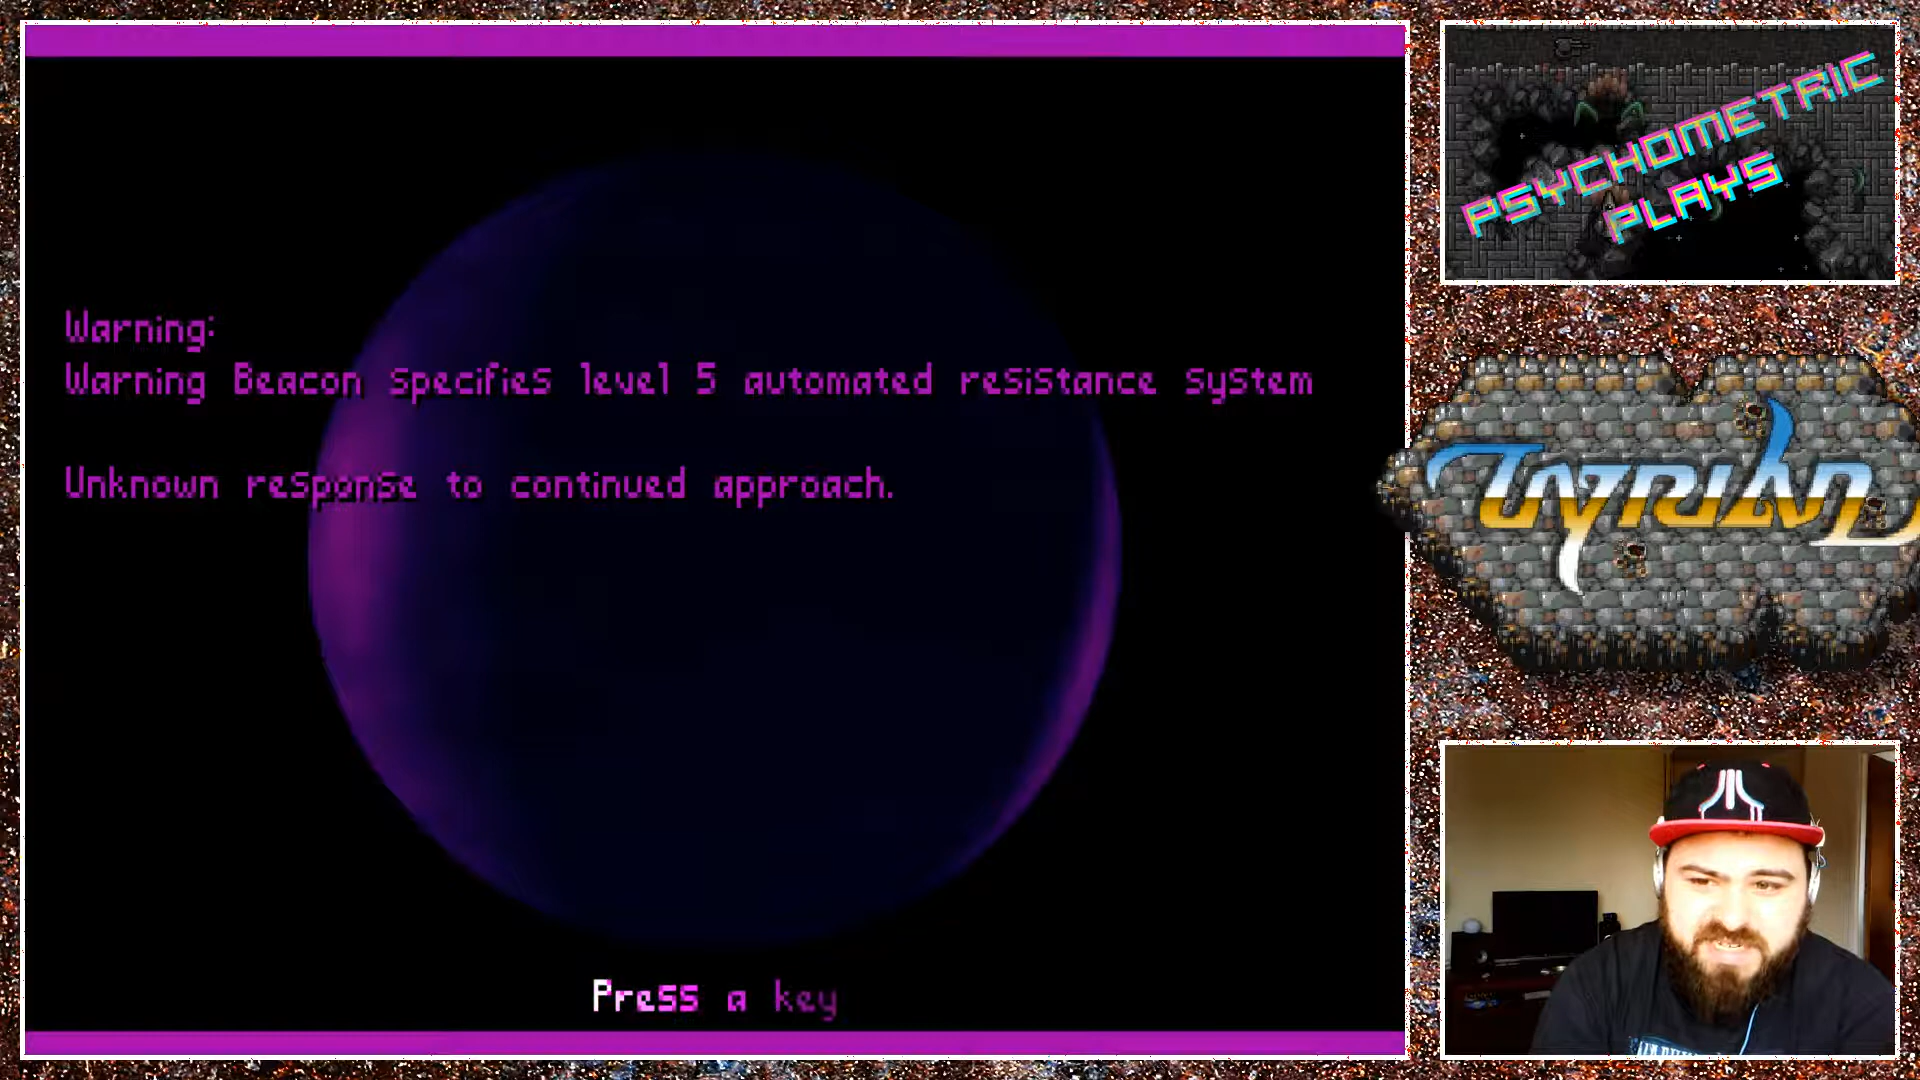 Warning:
Warning Beacon specifies level 5 automated resistance system
Unknown response to continued approach.
Press a key
PSYCHOMETRIC
PLAYS
TYRIAN